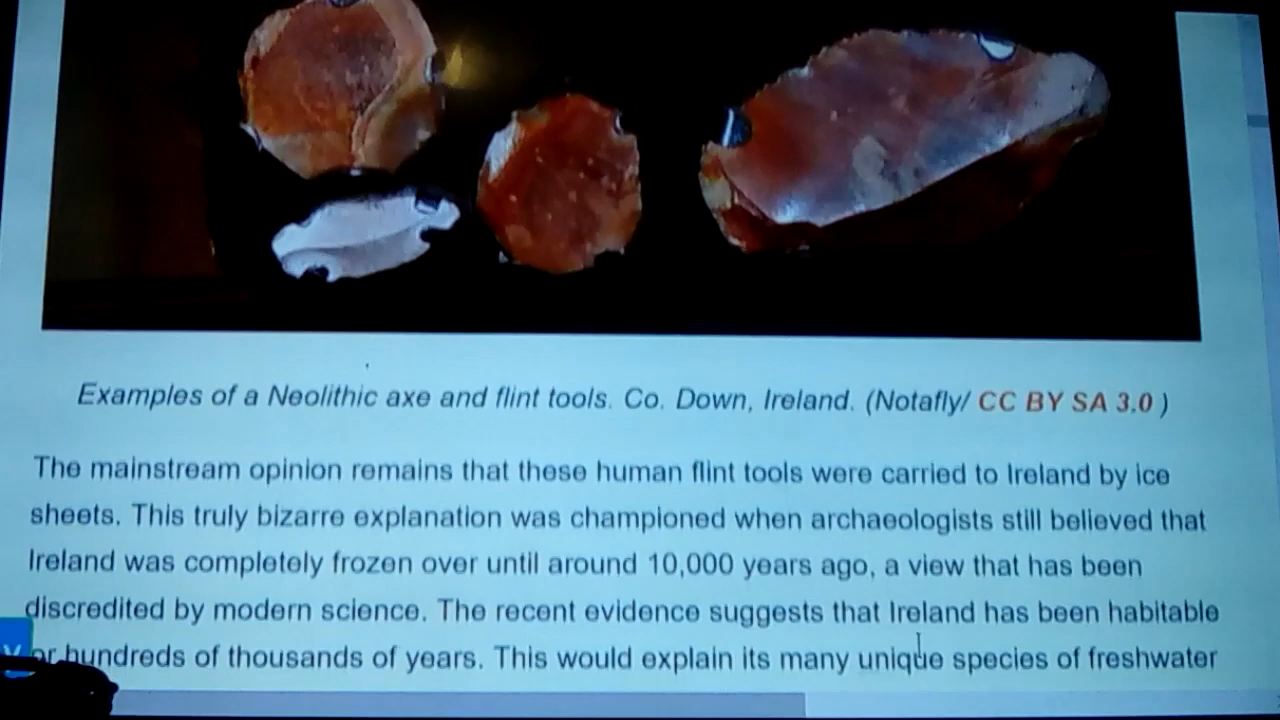 Examples of a Neolithic axe and flint tools. Co. Down, Ireland. (Notafly/ CC BY SA 3.0 )
The mainstream opinion remains that these human flint tools were carried to Ireland by ice
sheets. This truly bizarre explanation was championed when archaeologists still believed that
Ireland was completely frozen over until around 10,000 years ago, a view that has been
discredited by modern science. The recent evidence suggests that Ireland has been habitable
hundreds of thousands of years. This would explain its many unique species of freshwater